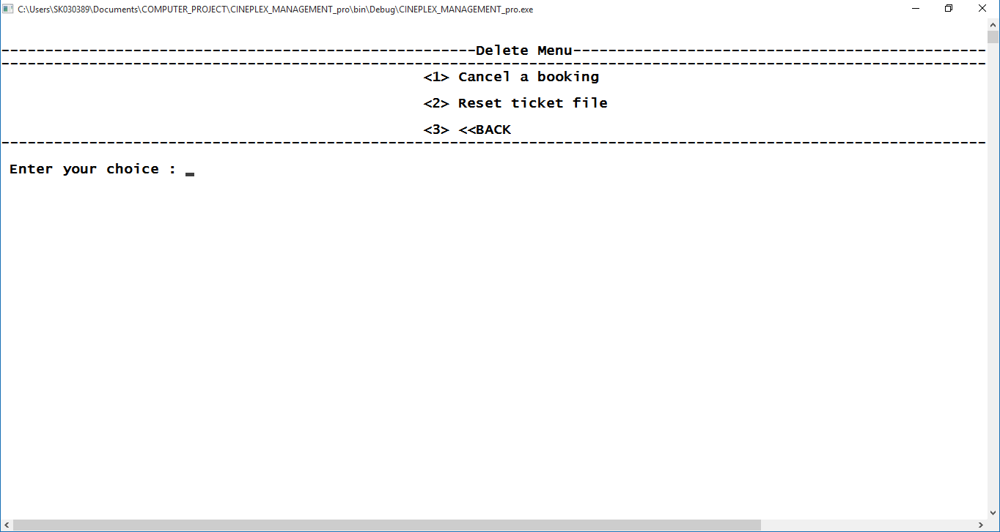 C:\Users\SK030389\Documents\COMPUTER_PROJECT\CINEPLEX_MANAGEMENT_pro\bin\Debug\CINEPLEX_MANAGEMENT_pro.exe
------------------------------------------------------Delete Menu-----------------------------------------------
----------------------------------------------------------------------------------------------------------------
<1> Cancel a booking
<2> Reset ticket file
<3> <<BACK
----------------------------------------------------------------------------------------------------------------
Enter your choice : _